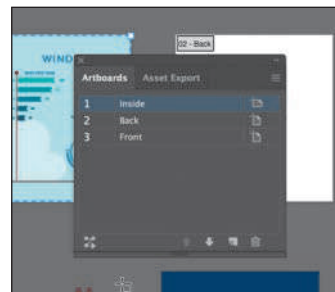 02 - Back
WIND
Artboards Asset Export
1 Inside
2 Back
3 Front